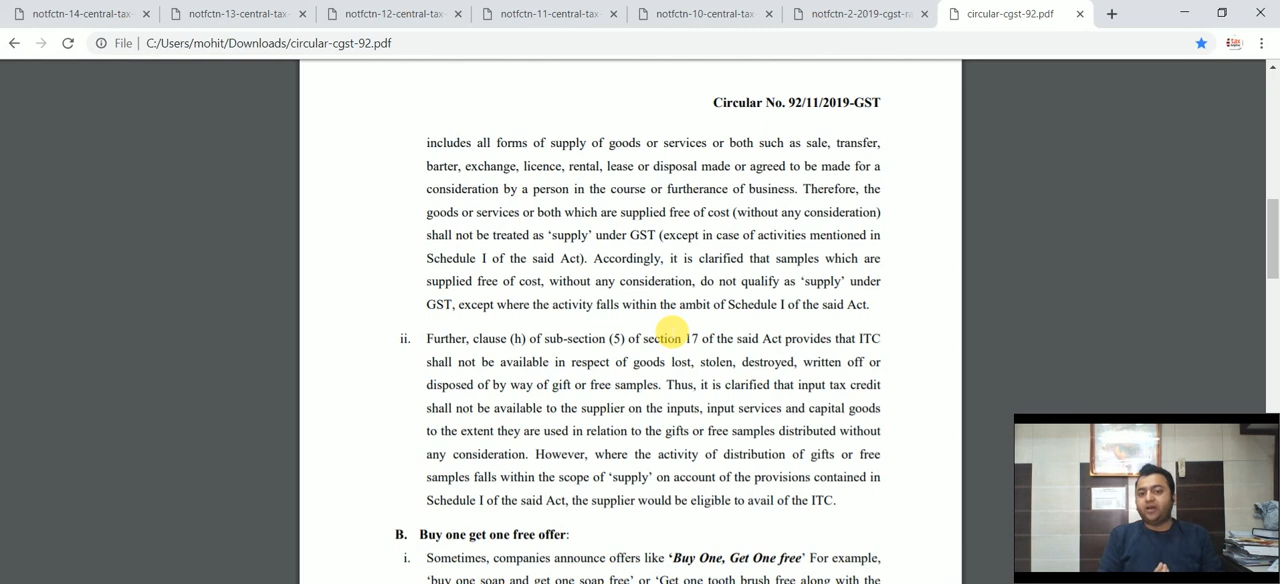 notfctn-14-central-tax-
notfctn-13-central-tax-
notfctn-12-central-tax-
notfctn-11-central-tax-
notfctn-10-central-tax-
notfctn-2-2019-cgst-ra
circular-cgst-92.pdf
File | C:/Users/mohit/Downloads/circular-cgst-92.pdf
Circular No. 92/11/2019-GST
includes all forms of supply of goods or services or both such as sale, transfer,
barter, exchange, licence, rental, lease or disposal made or agreed to be made for a
consideration by a person in the course or furtherance of business. Therefore, the
goods or services or both which are supplied free of cost (without any consideration)
shall not be treated as ‘supply’ under GST (except in case of activities mentioned in
Schedule I of the said Act). Accordingly, it is clarified that samples which are
supplied free of cost, without any consideration, do not qualify as ‘supply’ under
GST, except where the activity falls within the ambit of Schedule I of the said Act.
ii. Further, clause (h) of sub-section (5) of section 17 of the said Act provides that ITC
shall not be available in respect of goods lost, stolen, destroyed, written off or
disposed of by way of gift or free samples. Thus, it is clarified that input tax credit
shall not be available to the supplier on the inputs, input services and capital goods
to the extent they are used in relation to the gifts or free samples distributed without
any consideration. However, where the activity of distribution of gifts or free
samples falls within the scope of ‘supply’ on account of the provisions contained in
Schedule I of the said Act, the supplier would be eligible to avail of the ITC.
B. Buy one get one free offer:
i. Sometimes, companies announce offers like ‘Buy One, Get One free’ For example,
‘buy one soap and get one soap free’ or ‘Get one tooth brush free along with the